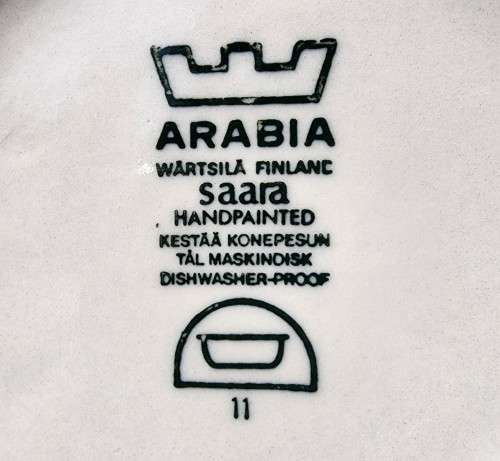 ARABIA
WÄRTSILÄ FINLAND
saara
HANDPAINTED
KESTÄÄ KONEPESUN
TÅL MASKINDISK
DISHWASHER-PROOF
11